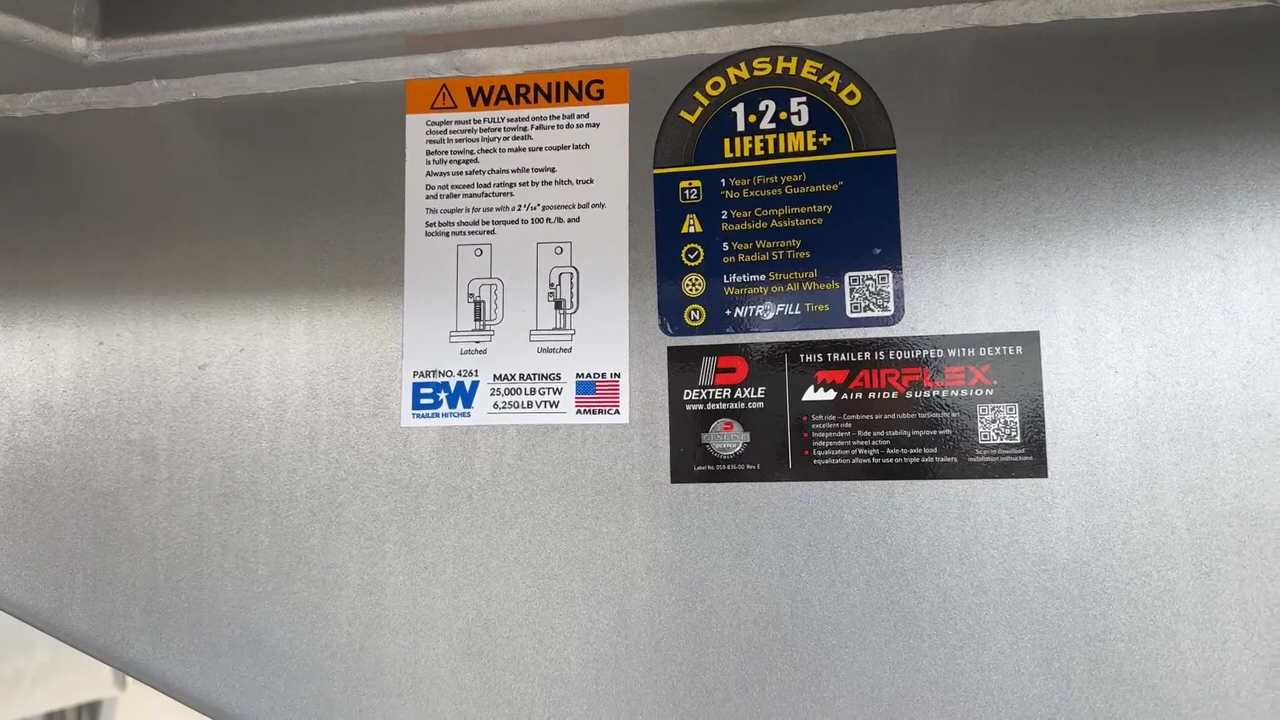 WARNING
Coupler must be FULLY seated onto the ball and
closed securely before towing. Failure to do so may
result in serious injury or death.
Before towing, check to make sure coupler latch
is fully engaged.
Always use safety chains while towing.
Do not exceed load ratings set by the hitch, truck
and trailer manufacturers.
This coupler is for use with a 2 5/16" gooseneck ball only.
Set bolts should be torqued to 100 ft./lb. and
locking nuts secured.
Latched
Unlatched
PART NO. 4261
B&W
TRAILER HITCHES
MAX RATINGS
25,000 LB GTW
6,250 LB VTW
MADE IN
AMERICA
LIONSHEAD
1•2•5
LIFETIME+
12
1 Year (First year)
"No Excuses Guarantee"
2 Year Complimentary
Roadside Assistance
5 Year Warranty
on Radial ST Tires
Lifetime Structural
Warranty on All Wheels
N
+ NITROFILL Tires
DEXTER AXLE
www.dexteraxle.com
GENUINE
DEXTER
REPLACEMENT PARTS
Label No. 059-836-00 Rev. E
THIS TRAILER IS EQUIPPED WITH DEXTER
AIRFLEX.
AIR RIDE SUSPENSION
Soft ride – Combines air and rubber torsion for an
excellent ride
Independent – Ride and stability improve with
independent wheel action
Equalization of Weight – Axle-to-axle load
equalization allows for use on triple axle trailers
Scan to download
installation instructions